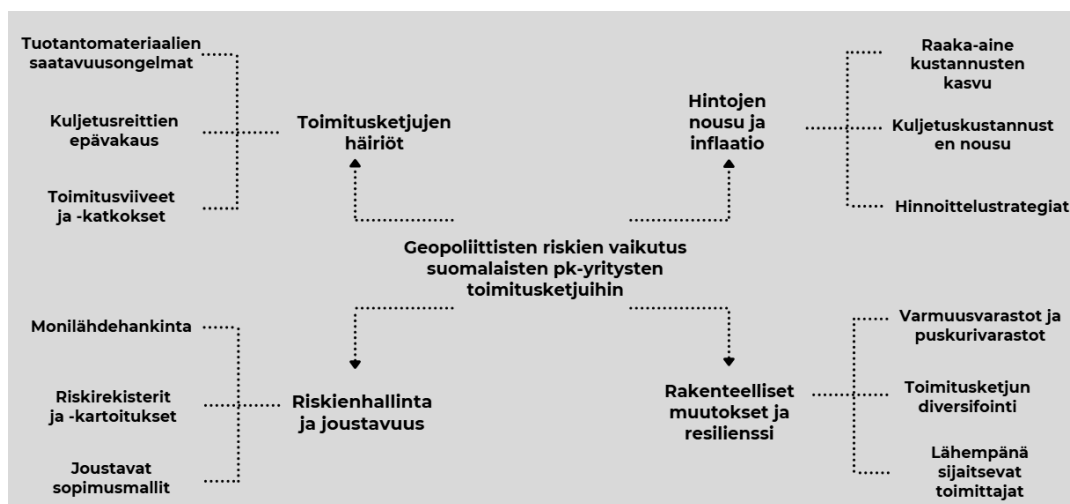 Tuotantomateriaalien
saatavuusongelmat
Kuljetusreittien
epävakaus
Toimitusviiveet
ja -katkokset
Toimitusketjujen
häiriöt
Hintojen
nousu ja
inflaatio
Raaka-aine
kustannusten
kasvu
Kuljetuskustannust
en nousu
Hinnoittelustrategiat
Geopoliittisten riskien vaikutus
suomalaisten pk-yritysten
toimitusketjuihin
Monilähdehankinta
Riskirekisterit
ja -kartoitukset
Joustavat
sopimusmallit
Riskienhallinta
ja joustavuus
Rakenteelliset
muutokset ja
resilienssi
Varmuusvarastot ja
puskurivarastot
Toimitusketjun
diversifointi
Lähempänä
sijaitsevat
toimittajat